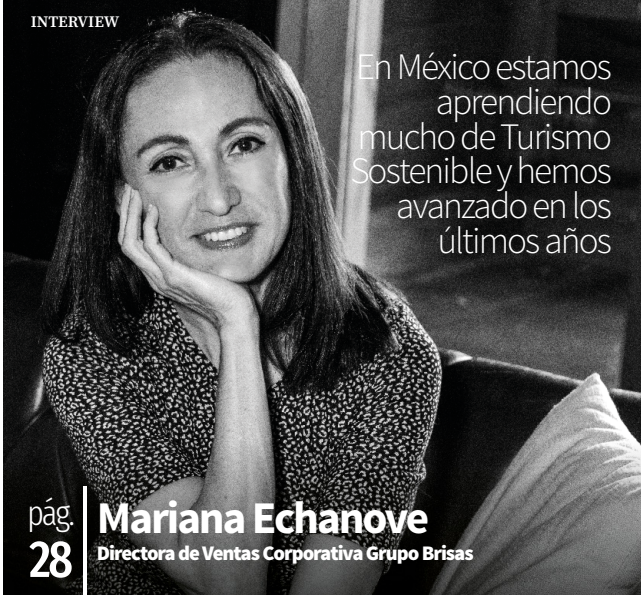 INTERVIEW
En México estamos
aprendiendo
mucho de Turismo
Sostenible y hemos
avanzado en los
últimos años
pág.
28
Mariana Echanove
Directora de Ventas Corporativa Grupo Brisas